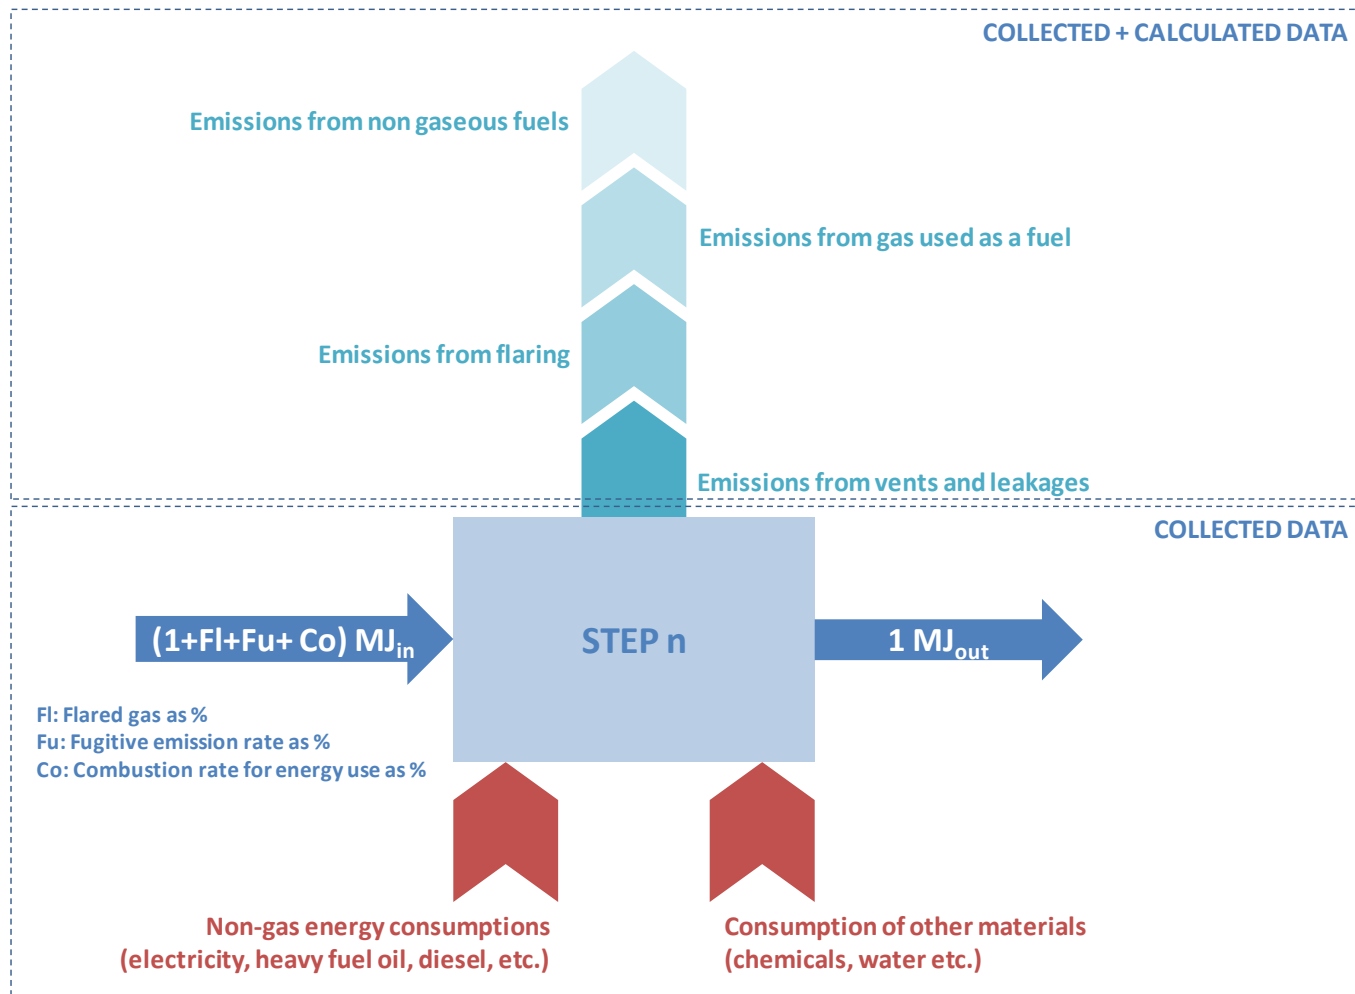 COLLECTED + CALCULATED DATA
Emissions from non gaseous fuels
Emissions from gas used as a fuel
Emissions from flaring
Emissions from vents and leakages
COLLECTED DATA
(1+Fl+Fu+ Co) MJin
STEP n
1 MJout
Fl: Flared gas as %
Fu: Fugitive emission rate as %
Co: Combustion rate for energy use as %
Non-gas energy consumptions
(electricity, heavy fuel oil, diesel, etc.)
Consumption of other materials
(chemicals, water etc.)